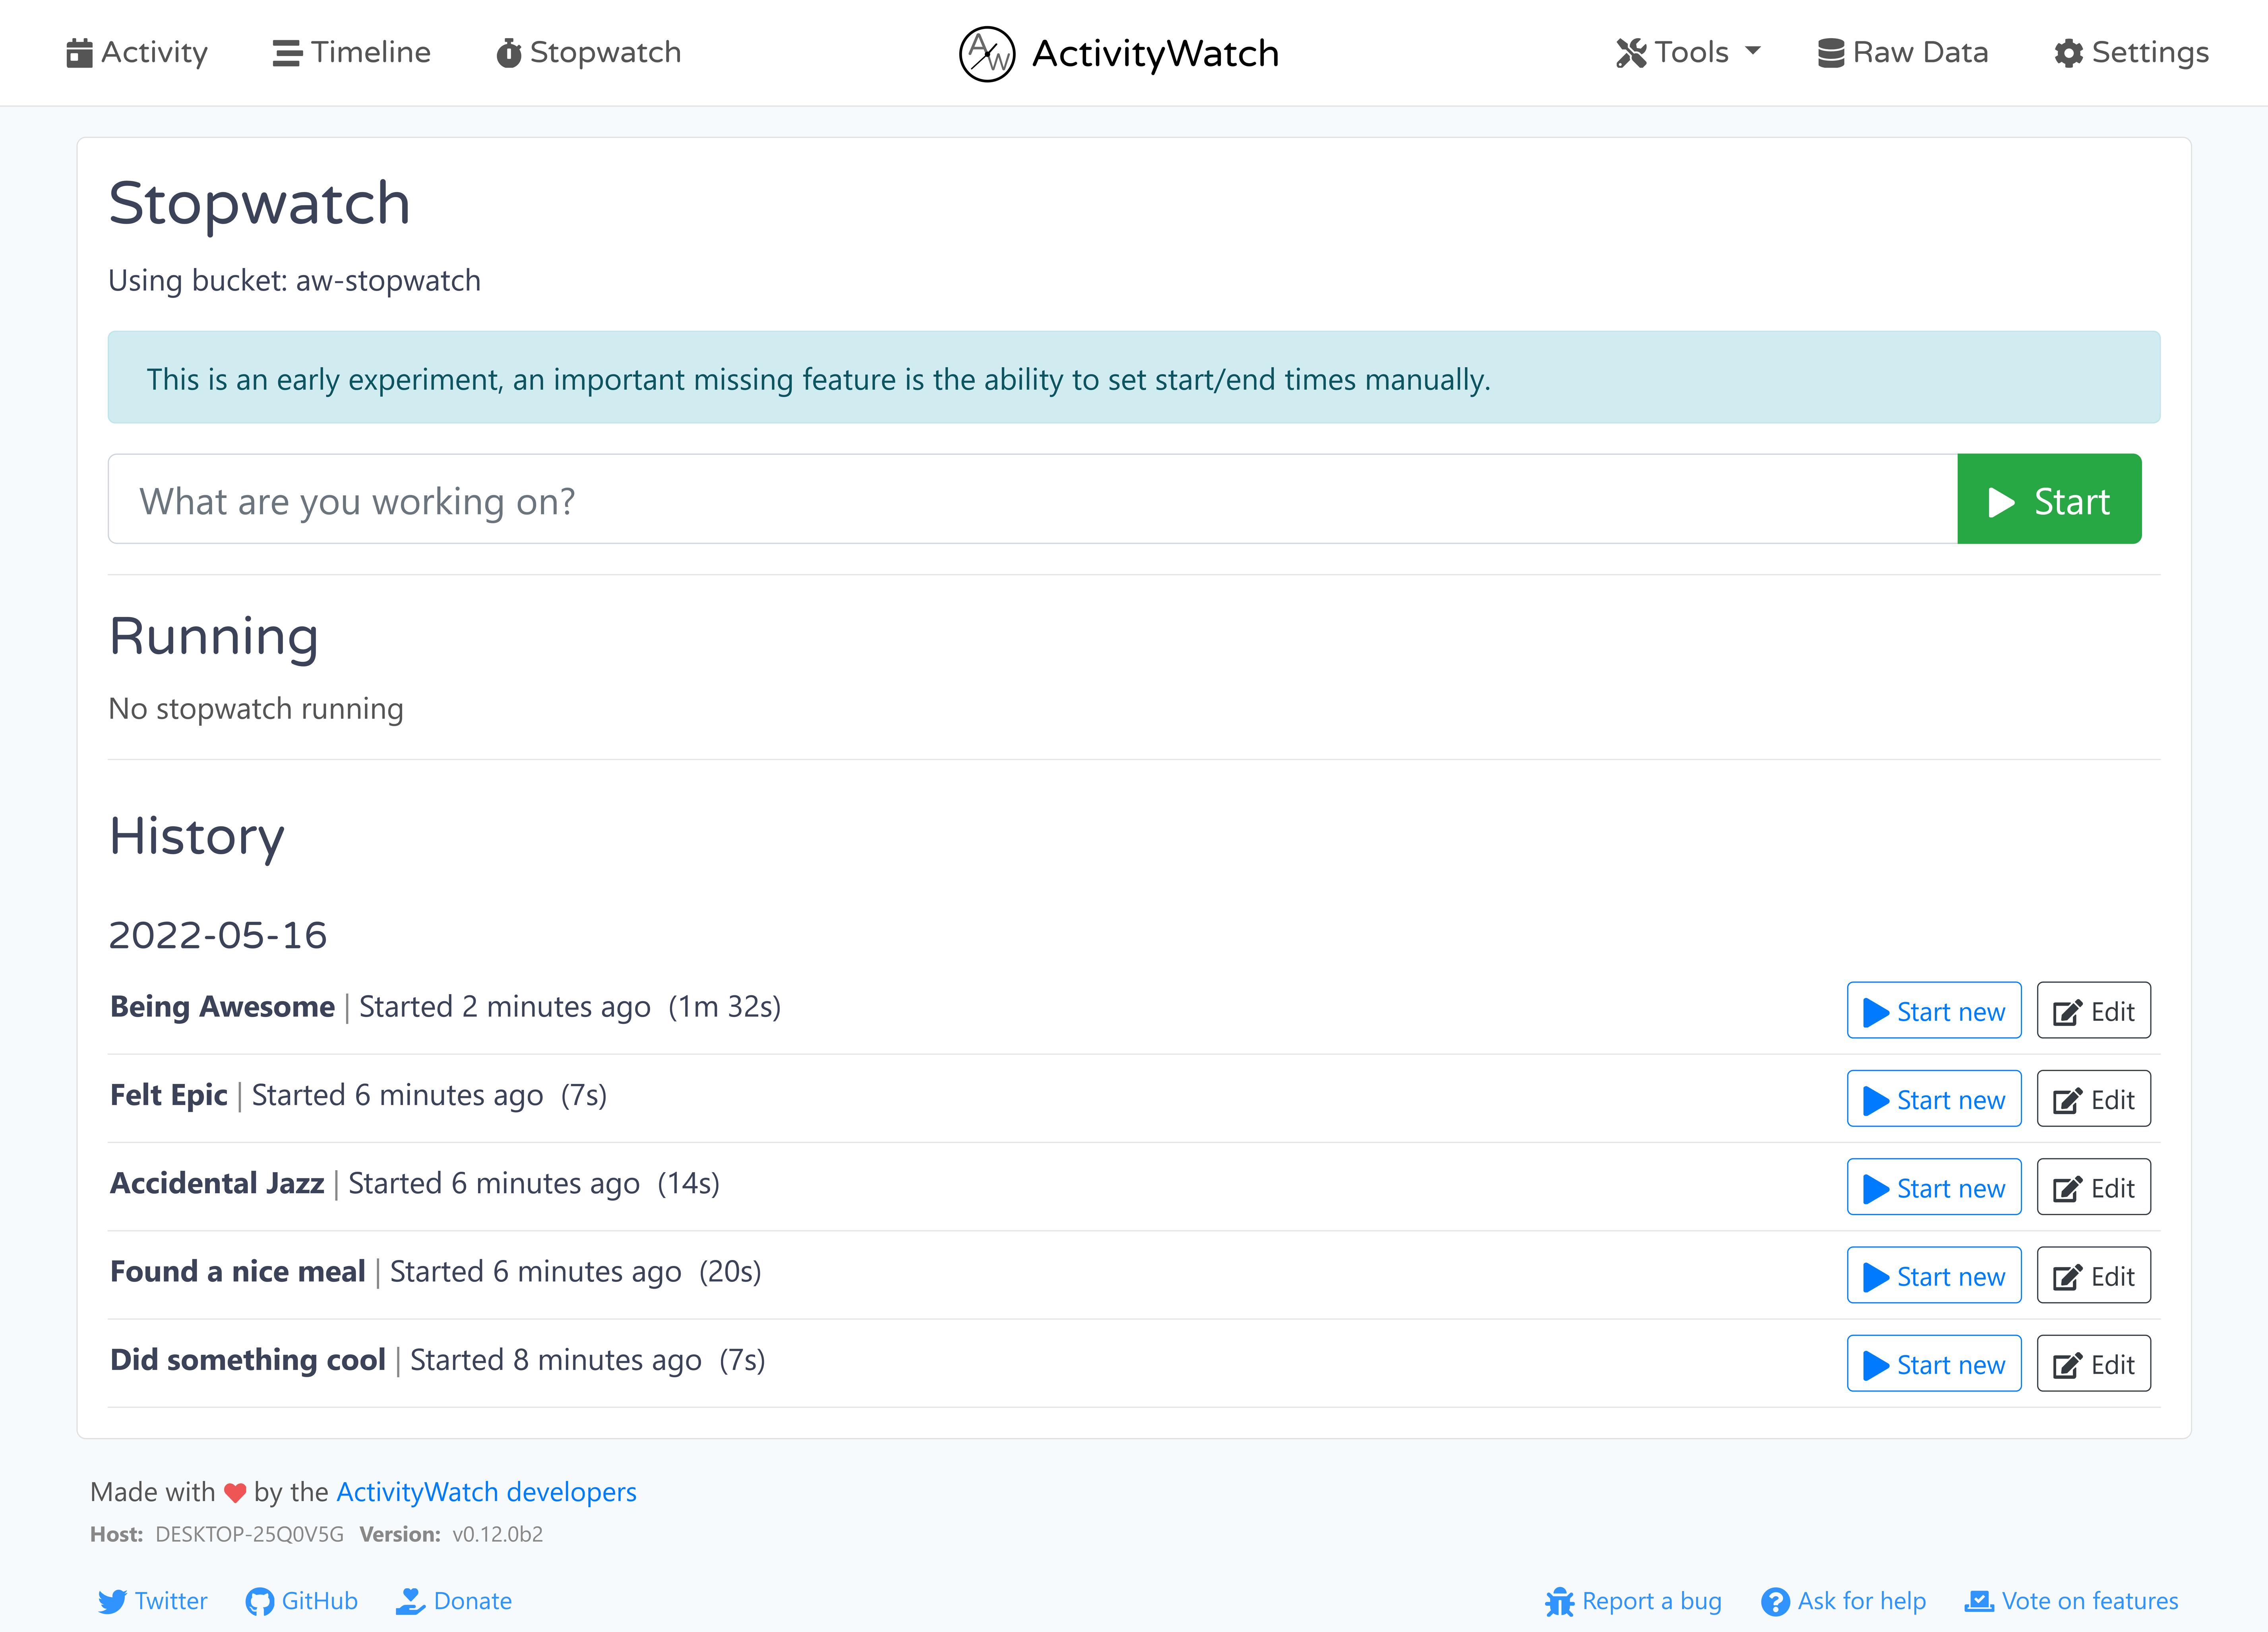 Activity Timeline Stopwatch AW ActivityWatch Tools Raw Data Settings
Stopwatch
Using bucket: aw-stopwatch
This is an early experiment, an important missing feature is the ability to set start/end times manually.
What are you working on? Start
Running
No stopwatch running
History
2022-05-16
Being Awesome | Started 2 minutes ago (1m 32s) Start new Edit
Felt Epic | Started 6 minutes ago (7s) Start new Edit
Accidental Jazz | Started 6 minutes ago (14s) Start new Edit
Found a nice meal | Started 6 minutes ago (20s) Start new Edit
Did something cool | Started 8 minutes ago (7s) Start new Edit
Made with ❤ by the ActivityWatch developers
Host: DESKTOP-25Q0V5G Version: v0.12.0b2
Twitter GitHub Donate Report a bug Ask for help Vote on features